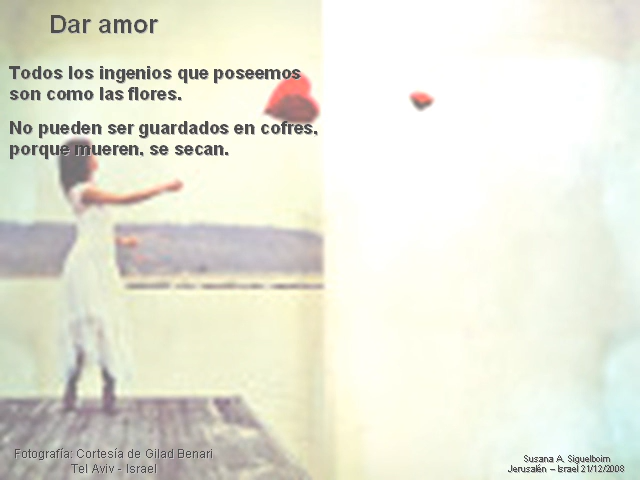 Dar amor
Todos los ingenios que poseemos
son como las flores.
No pueden ser guardados en cofres,
porque mueren, se secan.
Fotografía: Cortesía de Gilad Benari
Tel Aviv - Israel
Susana A. Siguelboim
Jerusalén – Israel 21/12/2008